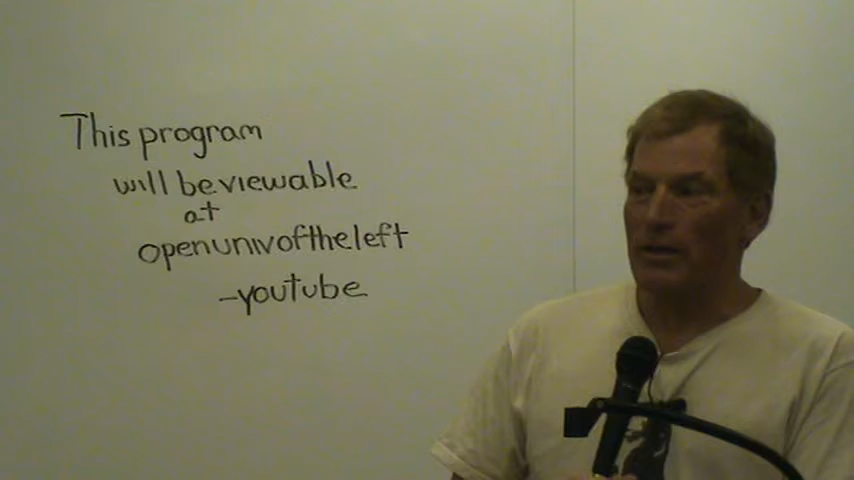 This program
will be viewable
at
openunivoftheleft
-youtube